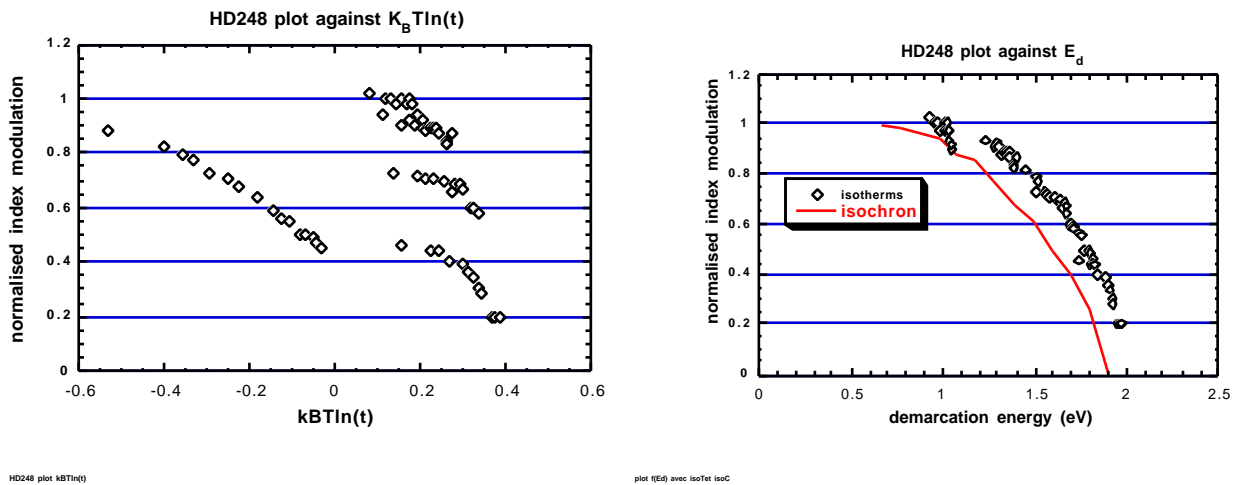 HD248 plot against K_BTln(t)
normalised index modulation
1.2
1
0.8
0.6
0.4
0.2
0
-0.6
-0.4
-0.2
0
0.2
0.4
0.6
kBTln(t)
HD248 plot kBTln(t)
HD248 plot against E_d
normalised index modulation
1.2
1
0.8
0.6
0.4
0.2
0
isotherms
isochron
0
0.5
1
1.5
2
2.5
demarcation energy (eV)
plot f(Ed) avec isoTet isoC